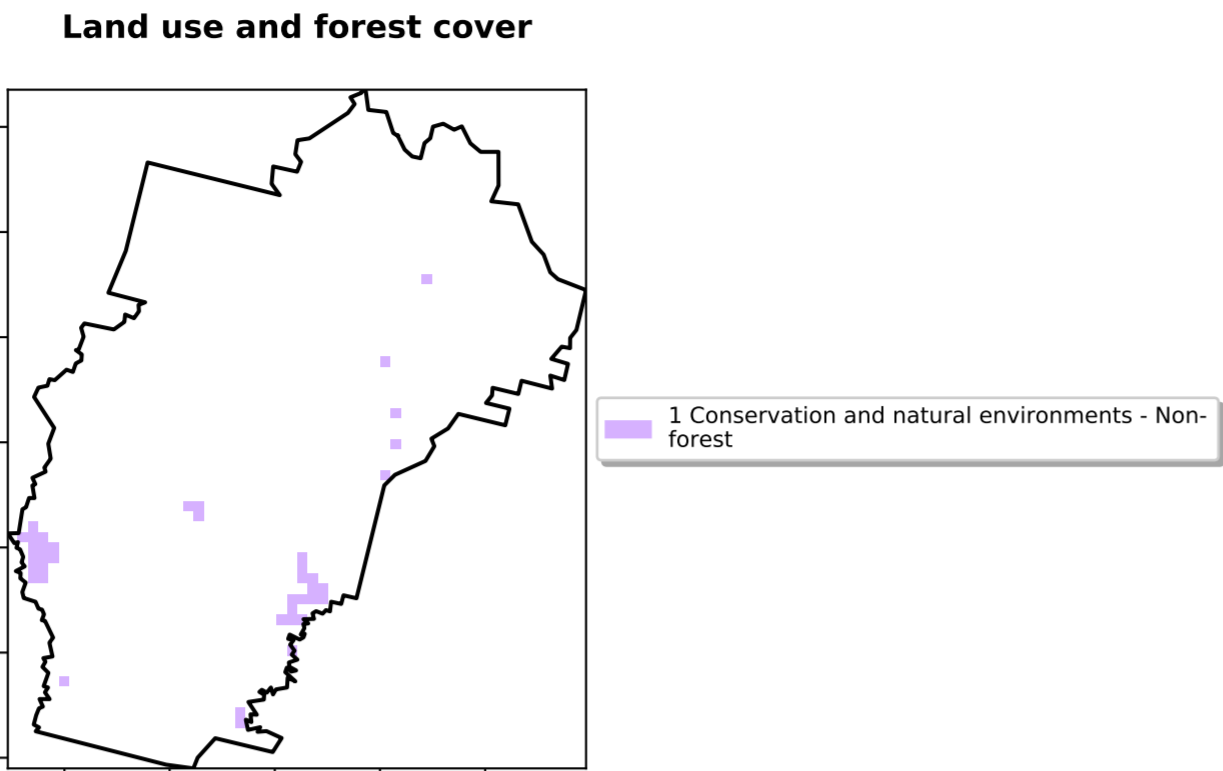 Land use and forest cover
1 Conservation and natural environments - Non-
forest